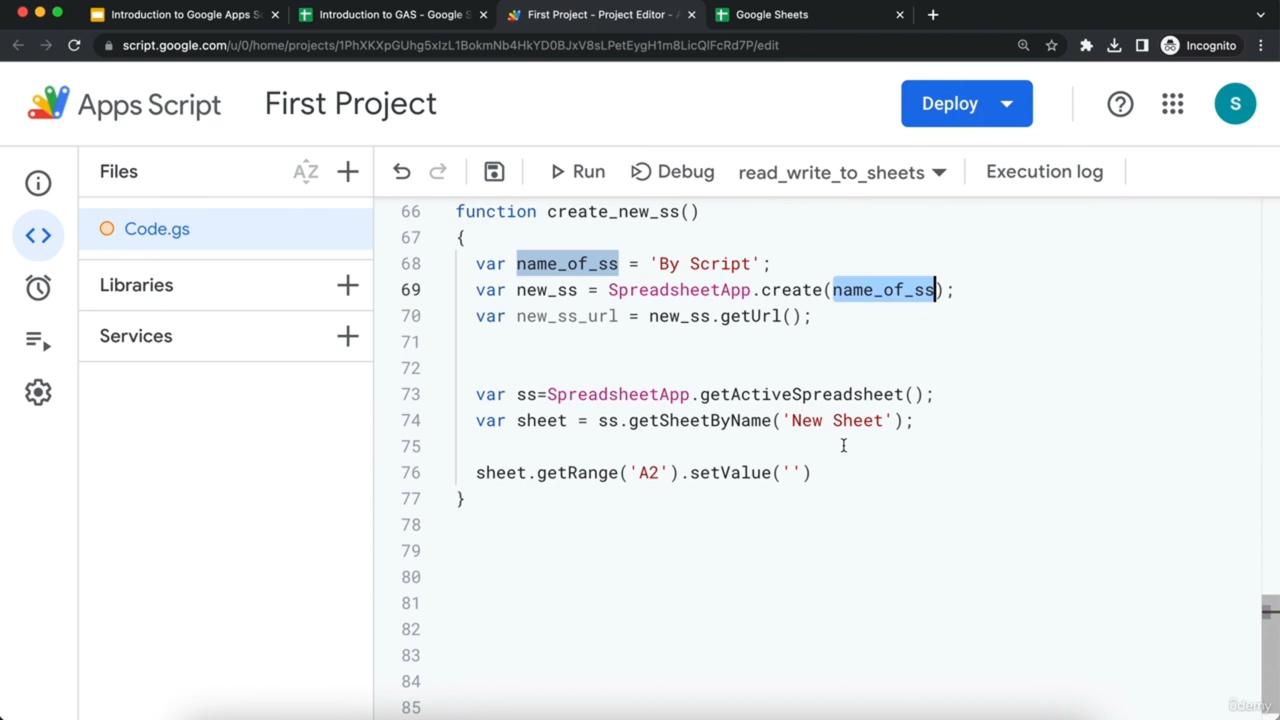 Introduction to Google Apps Sc
Introduction to GAS - Google S
First Project - Project Editor - A
Google Sheets
script.google.com/u/0/home/projects/1PhXKXpGUhg5xIzL1BokmNb4HkYD0BJxV8sLPetEygH1m8LicQlFcRd7P/edit
Incognito
Apps Script
First Project
Deploy
S
Files
AZ
Run
Debug
read_write_to_sheets
Execution log
Code.gs
Libraries
Services
66 function create_new_ss()
67 {
68 var name_of_ss = 'By Script';
69 var new_ss = SpreadsheetApp.create(name_of_ss);
70 var new_ss_url = new_ss.getUrl();
71
72
73 var ss=SpreadsheetApp.getActiveSpreadsheet();
74 var sheet = ss.getSheetByName('New Sheet');
75
76 sheet.getRange('A2').setValue('')
77 }
78
79
80
81
82
83
84
85
ûdemy